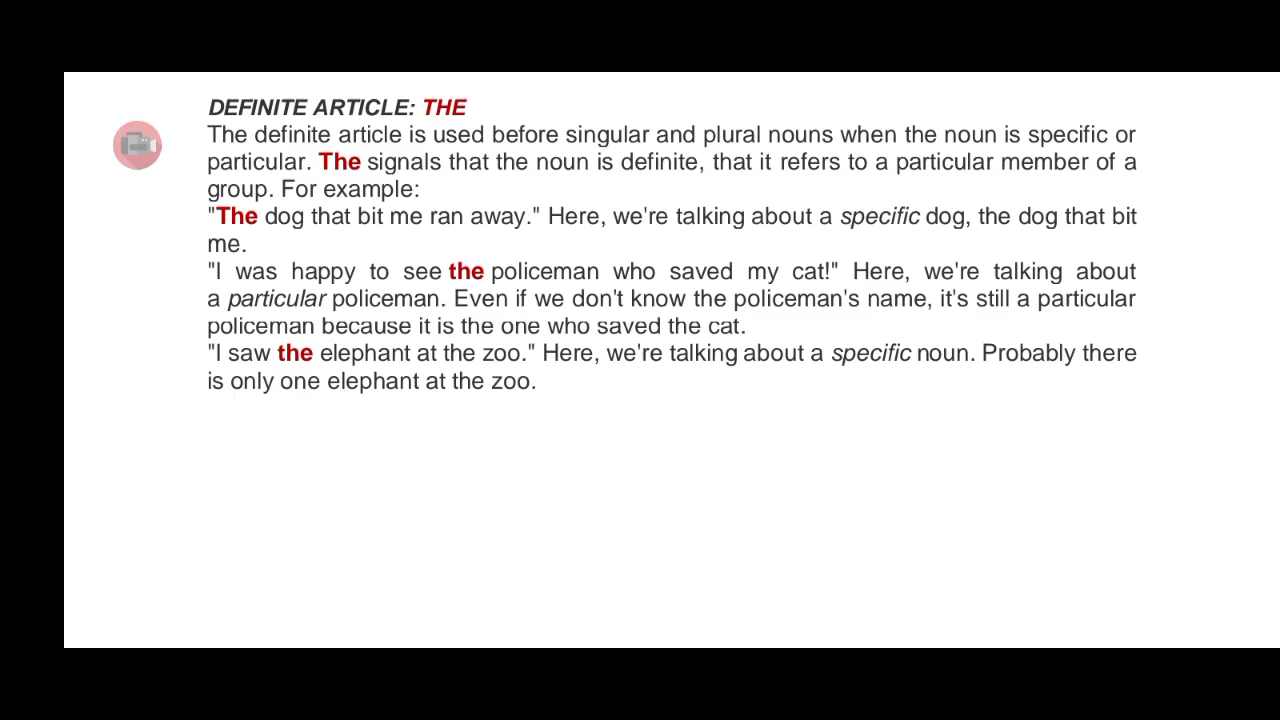 DEFINITE ARTICLE: THE
The definite article is used before singular and plural nouns when the noun is specific or
particular. The signals that the noun is definite, that it refers to a particular member of a
group. For example:
"The dog that bit me ran away." Here, we're talking about a specific dog, the dog that bit
me.
"I was happy to see the policeman who saved my cat!" Here, we're talking about
a particular policeman. Even if we don't know the policeman's name, it's still a particular
policeman because it is the one who saved the cat.
"I saw the elephant at the zoo." Here, we're talking about a specific noun. Probably there
is only one elephant at the zoo.